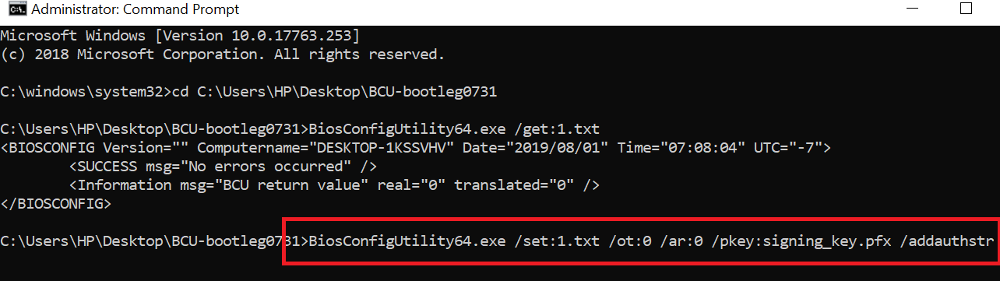 Administrator: Command Prompt
Microsoft Windows [Version 10.0.17763.253]
(c) 2018 Microsoft Corporation. All rights reserved.
C:\windows\system32>cd C:\Users\HP\Desktop\BCU-bootleg0731
C:\Users\HP\Desktop\BCU-bootleg0731>BiosConfigUtility64.exe /get:1.txt
<BIOSCONFIG Version="" Computername="DESKTOP-1KSSVHV" Date="2019/08/01" Time="07:08:04" UTC="-7">
        <SUCCESS msg="No errors occurred" />
        <Information msg="BCU return value" real="0" translated="0" />
</BIOSCONFIG>
C:\Users\HP\Desktop\BCU-bootleg0731>BiosConfigUtility64.exe /set:1.txt /ot:0 /ar:0 /pkey:signing_key.pfx /addauthstr